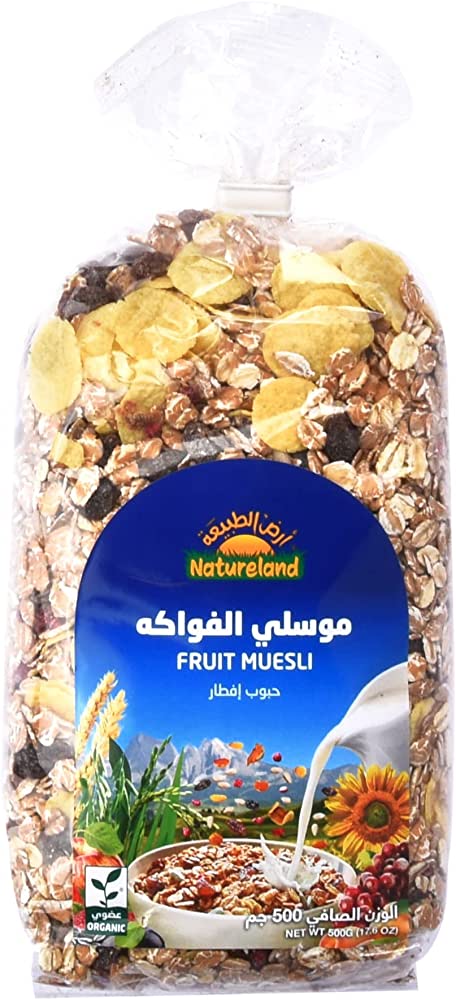 أرض الطبيعة
Natureland
موسلي الفواكه
FRUIT MUESLI
حبوب إفطار
عضوي
ORGANIC
الوزن الصافي 500 جم
NET WT 500G (17.6 OZ)